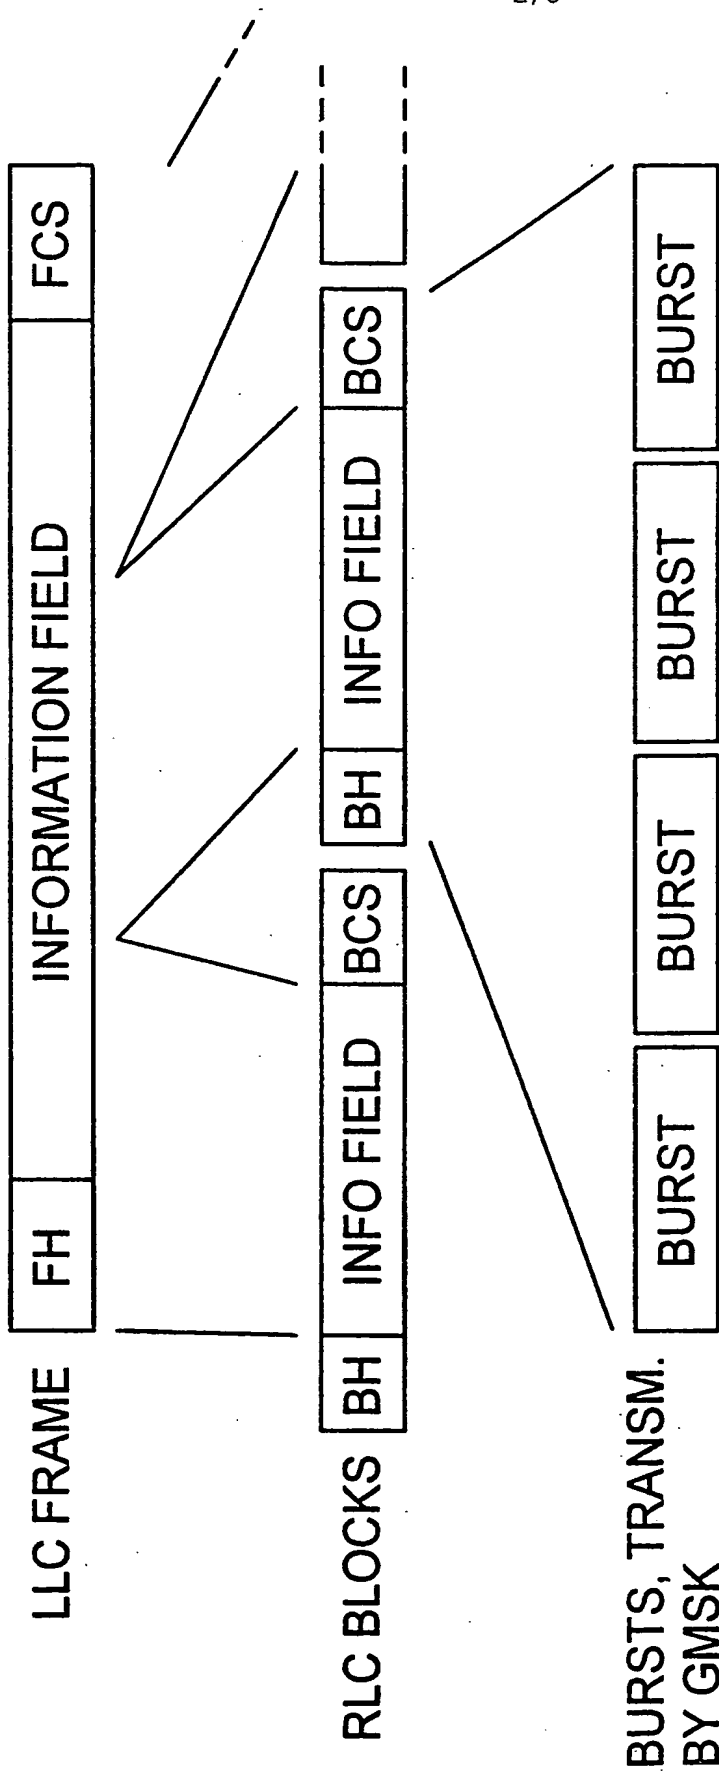 LLC FRAME
FH
INFORMATION FIELD
FCS
RLC BLOCKS
BH
INFO FIELD
BCS
BH
INFO FIELD
BCS
BURSTS, TRANSM.
BY GMSK
BURST
BURST
BURST
BURST